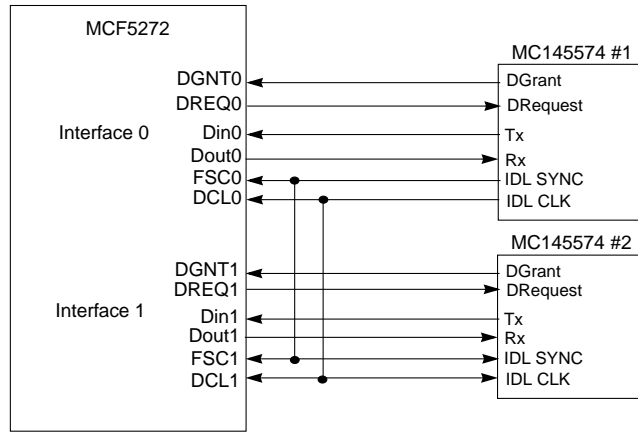 MCF5272
MC145574 #1
DGNT0
DGrant
DREQ0
DRequest
Interface 0
Din0
Tx
Dout0
Rx
FSC0
IDL SYNC
DCL0
IDL CLK
MC145574 #2
DGNT1
DGrant
DREQ1
DRequest
Interface 1
Din1
Tx
Dout1
Rx
FSC1
IDL SYNC
DCL1
IDL CLK